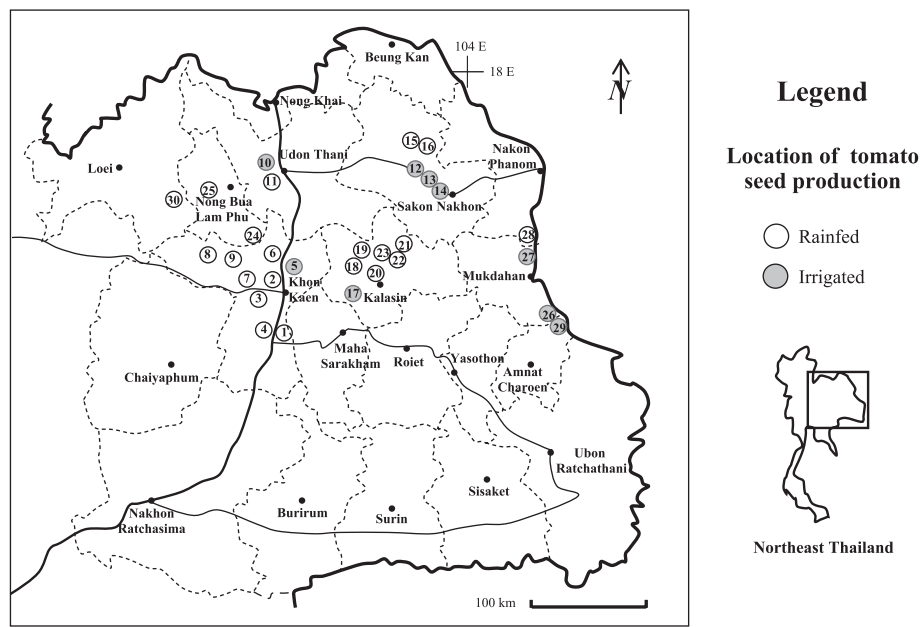 104 E
18 E
N
Beung Kan
Nong Khai
Loei
Udon Thani
Nakon
Phanom
Nong Bua
Lam Phu
Sakon Nakhon
Khon
Kaen
Kalasin
Mukdahan
Maha
Sarakham
Roiet
Yasothon
Amnat
Charoen
Chaiyaphum
Ubon
Ratchathani
Sisaket
Nakhon
Ratchasima
Burirum
Surin
100 km
15
16
10
11
12
13
14
25
30
24
8
9
6
5
7
2
3
4
1
19
21
23
22
18
20
17
28
27
26
29
Legend
Location of tomato
seed production
Rainfed
Irrigated
Northeast Thailand